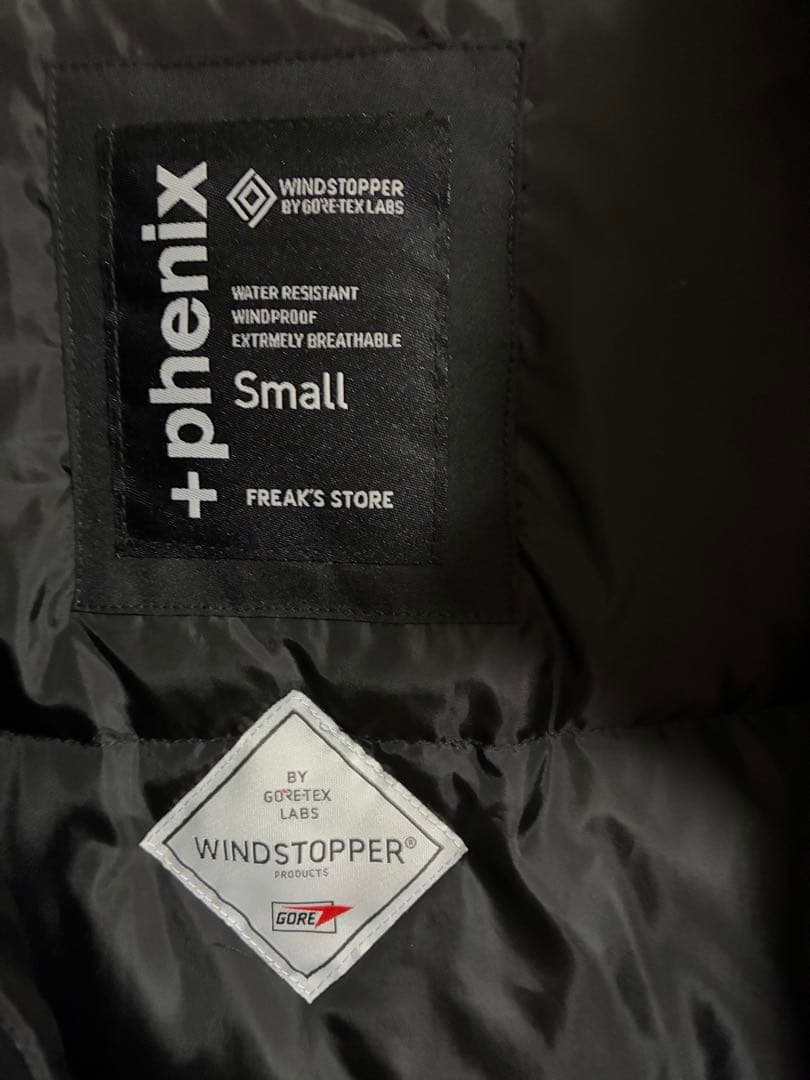 +phenix
WINDSTOPPER
BY GORE-TEX LABS
WATER RESISTANT
WINDPROOF
EXTRMELY BREATHABLE
Small
FREAK'S STORE
BY
GORE-TEX
LABS
WINDSTOPPER®
PRODUCTS
GORE